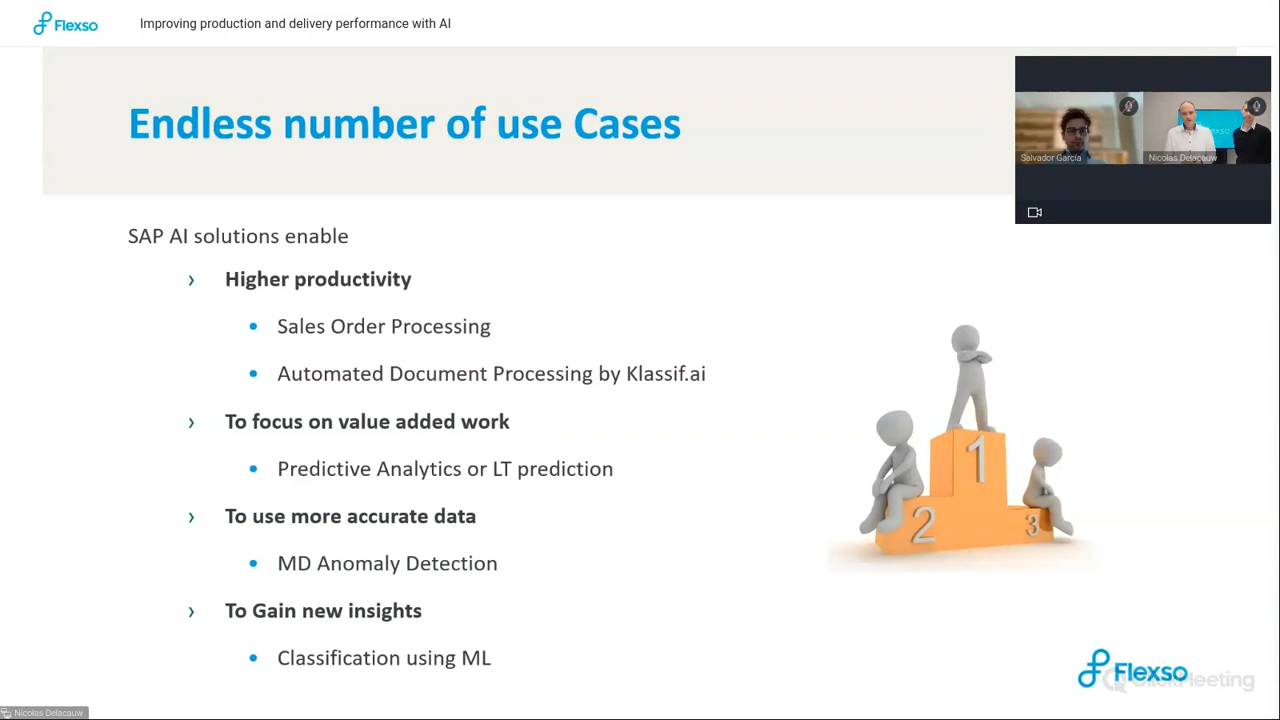 Flexso
Improving production and delivery performance with AI
Endless number of use Cases
Salvador García
Nicolas Delacauw
SAP AI solutions enable
› Higher productivity
• Sales Order Processing
• Automated Document Processing by Klassif.ai
› To focus on value added work
• Predictive Analytics or LT prediction
› To use more accurate data
• MD Anomaly Detection
› To Gain new insights
• Classification using ML
1
2
3
Flexso
ClickMeeting
Nicolas Delacauw